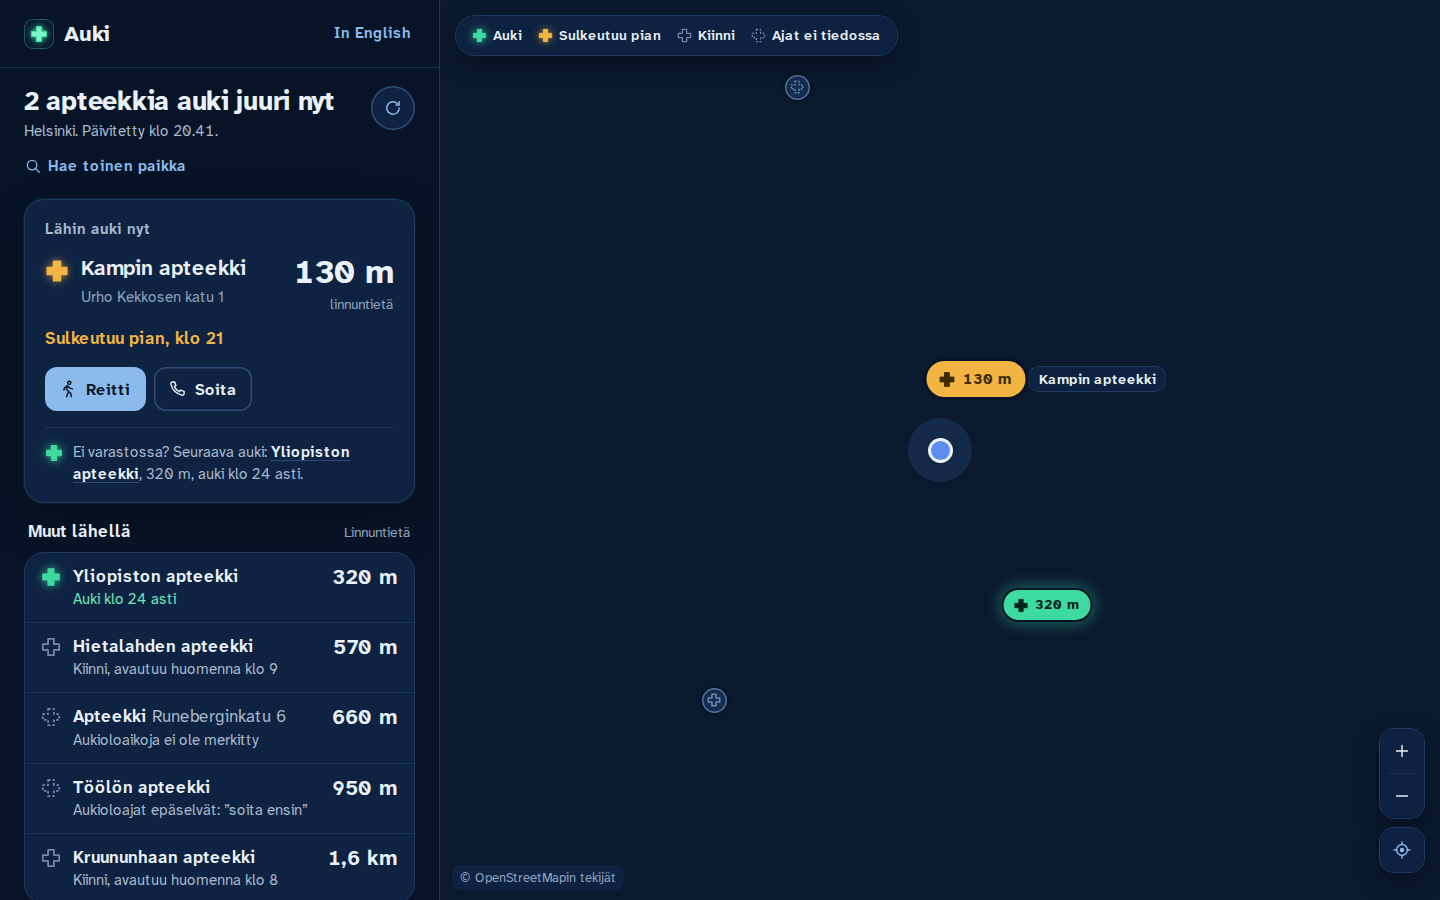 Auki
In English
2 apteekkia auki juuri nyt
Helsinki. Päivitetty klo 20.41.
Hae toinen paikka
Lähin auki nyt
Kampin apteekki
130 m
Urho Kekkosen katu 1
linnuntietä
Sulkeutuu pian, klo 21
Reitti
Soita
Ei varastossa? Seuraava auki: Yliopiston
apteekki, 320 m, auki klo 24 asti.
Muut lähellä
Linnuntietä
Yliopiston apteekki
320 m
Auki klo 24 asti
Hietalahden apteekki
570 m
Kiinni, avautuu huomenna klo 9
Apteekki Runeberginkatu 6
660 m
Aukioloaikoja ei ole merkitty
Töölön apteekki
950 m
Aukioloajat epäselvät: ”soita ensin”
Kruununhaan apteekki
1,6 km
Kiinni, avautuu huomenna klo 8
Auki
Sulkeutuu pian
Kiinni
Ajat ei tiedossa
130 m
Kampin apteekki
320 m
+
−
© OpenStreetMapin tekijät